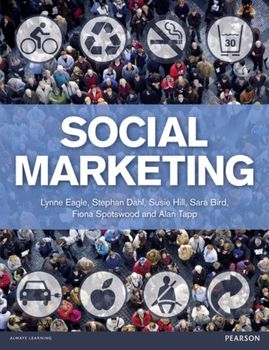 30
SOCIAL
MARKETING
Lynne Eagle, Stephan Dahl, Susie Hill, Sara Bird,
Fiona Spotswood and Alan Tapp
ALWAYS LEARNING
PEARSON